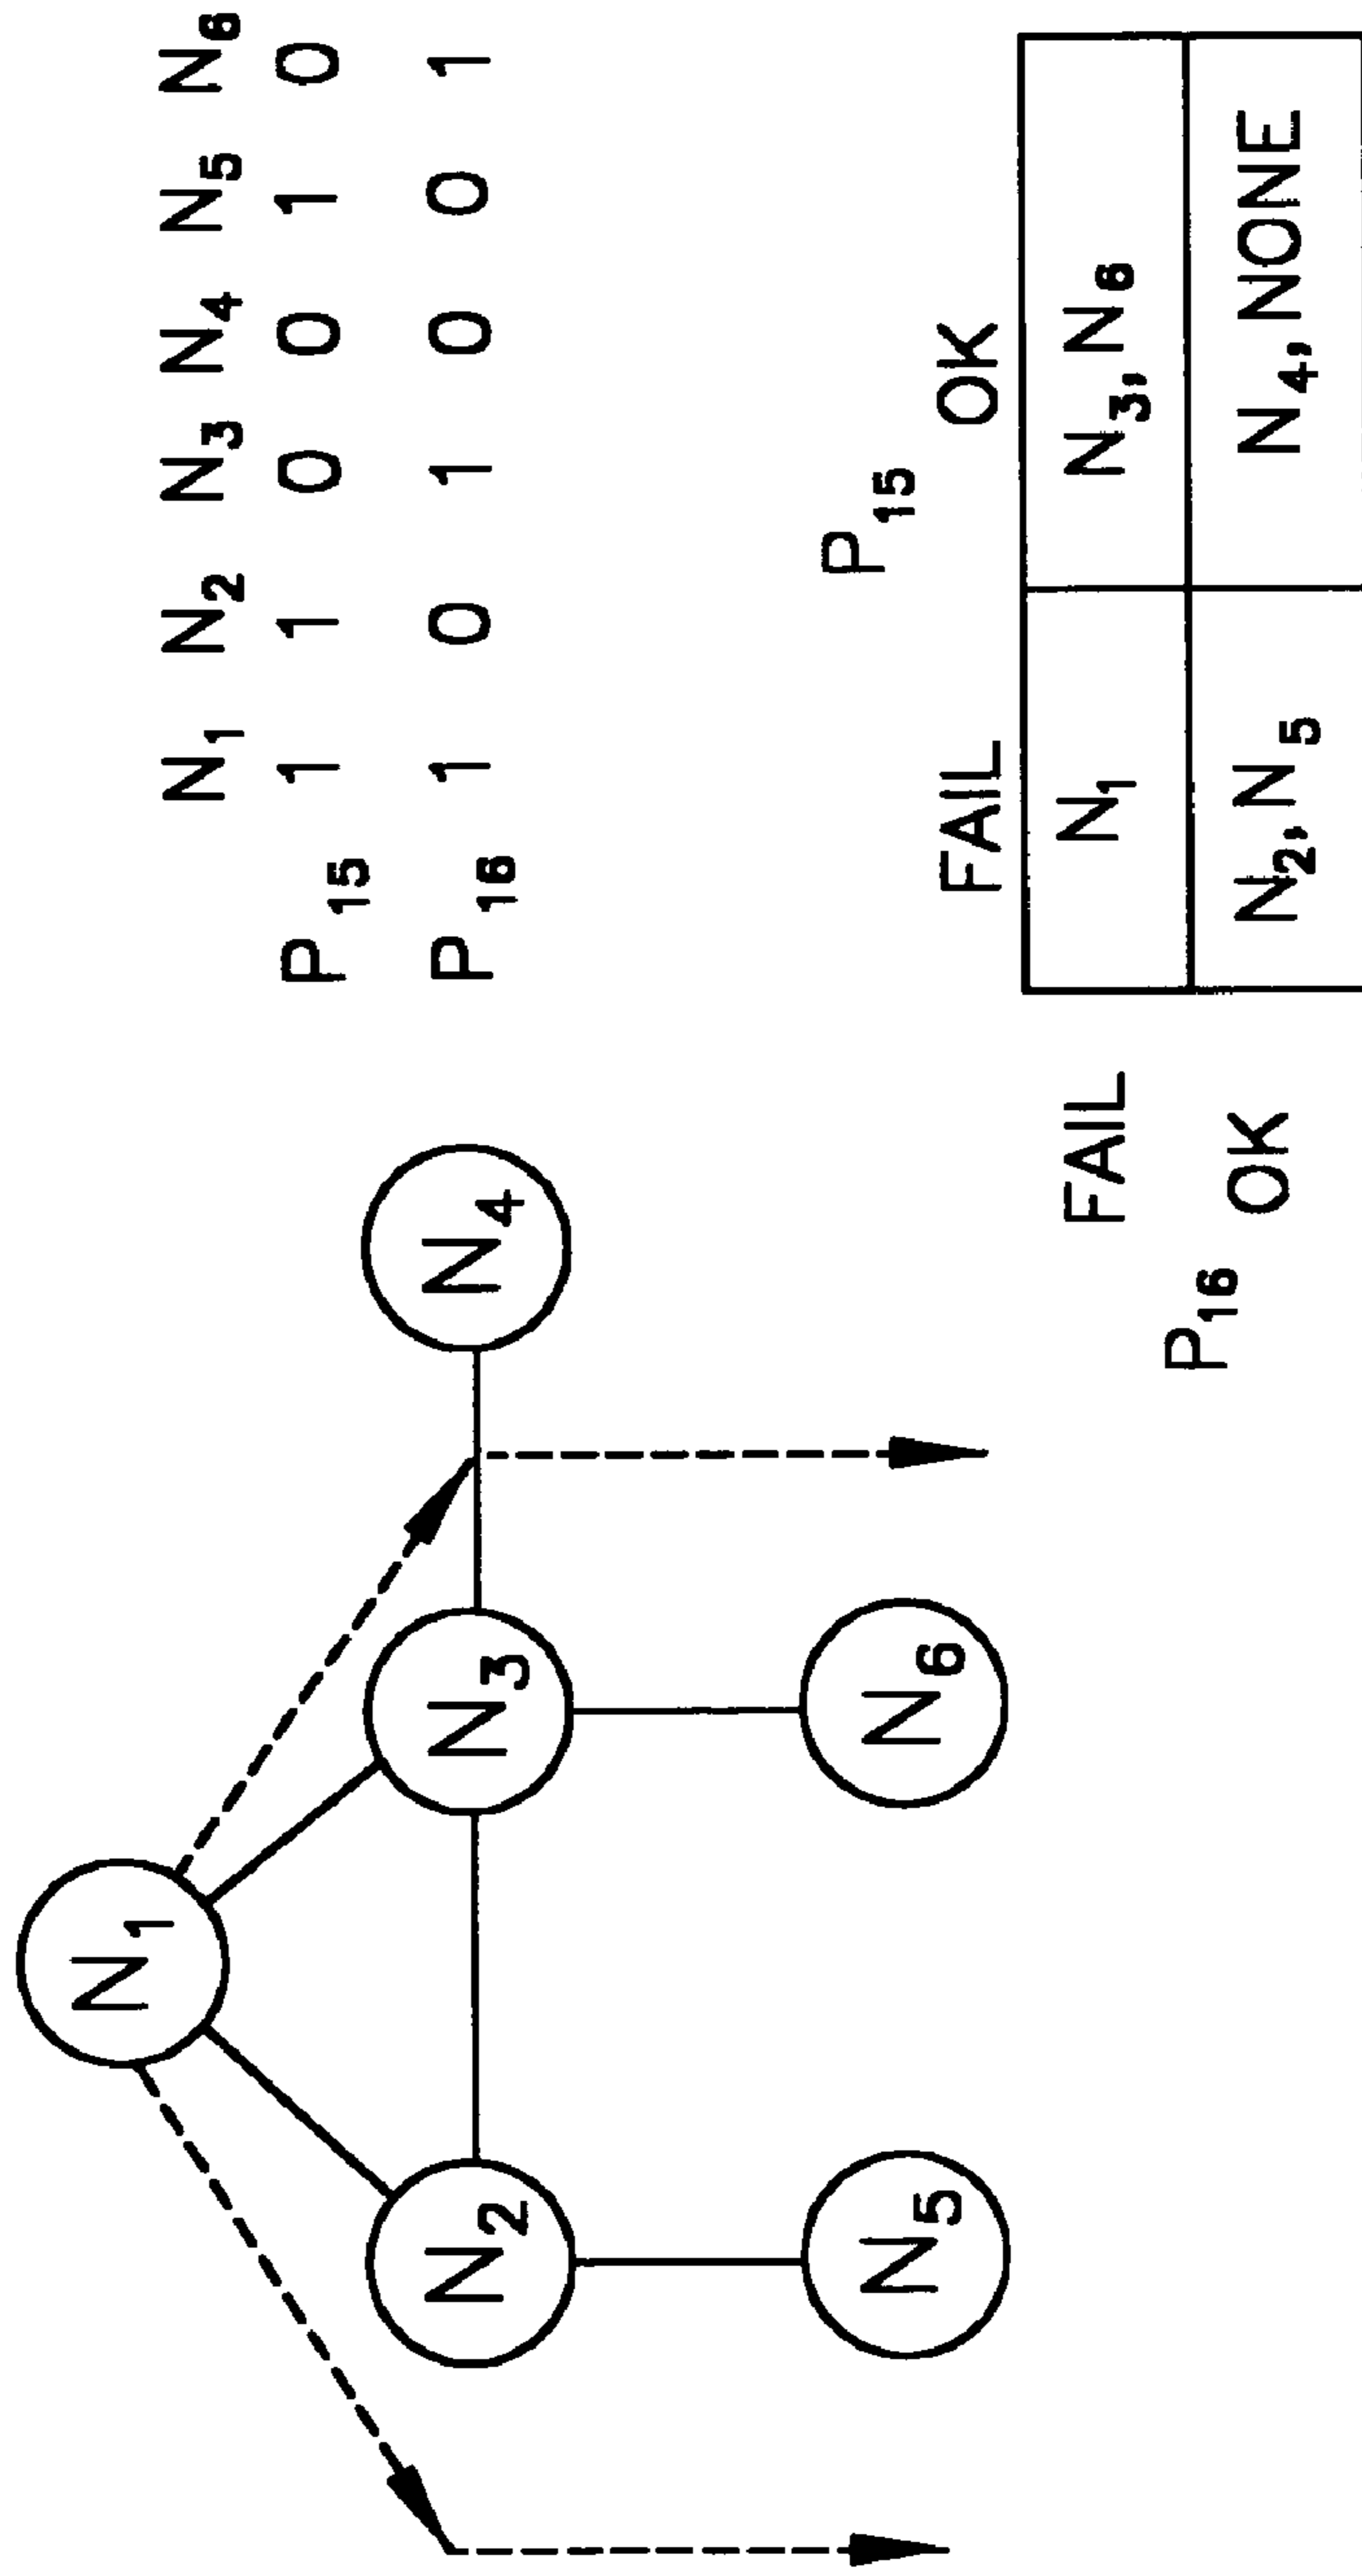 N1
N2 N3 N4
N5 N6
N1 N2 N3 N4 N5 N6
P15 1 1 0 0 1 0
P16 1 0 1 0 0 1
P15
FAIL OK
FAIL N1 N3, N6
P16
OK N2, N5 N4, NONE